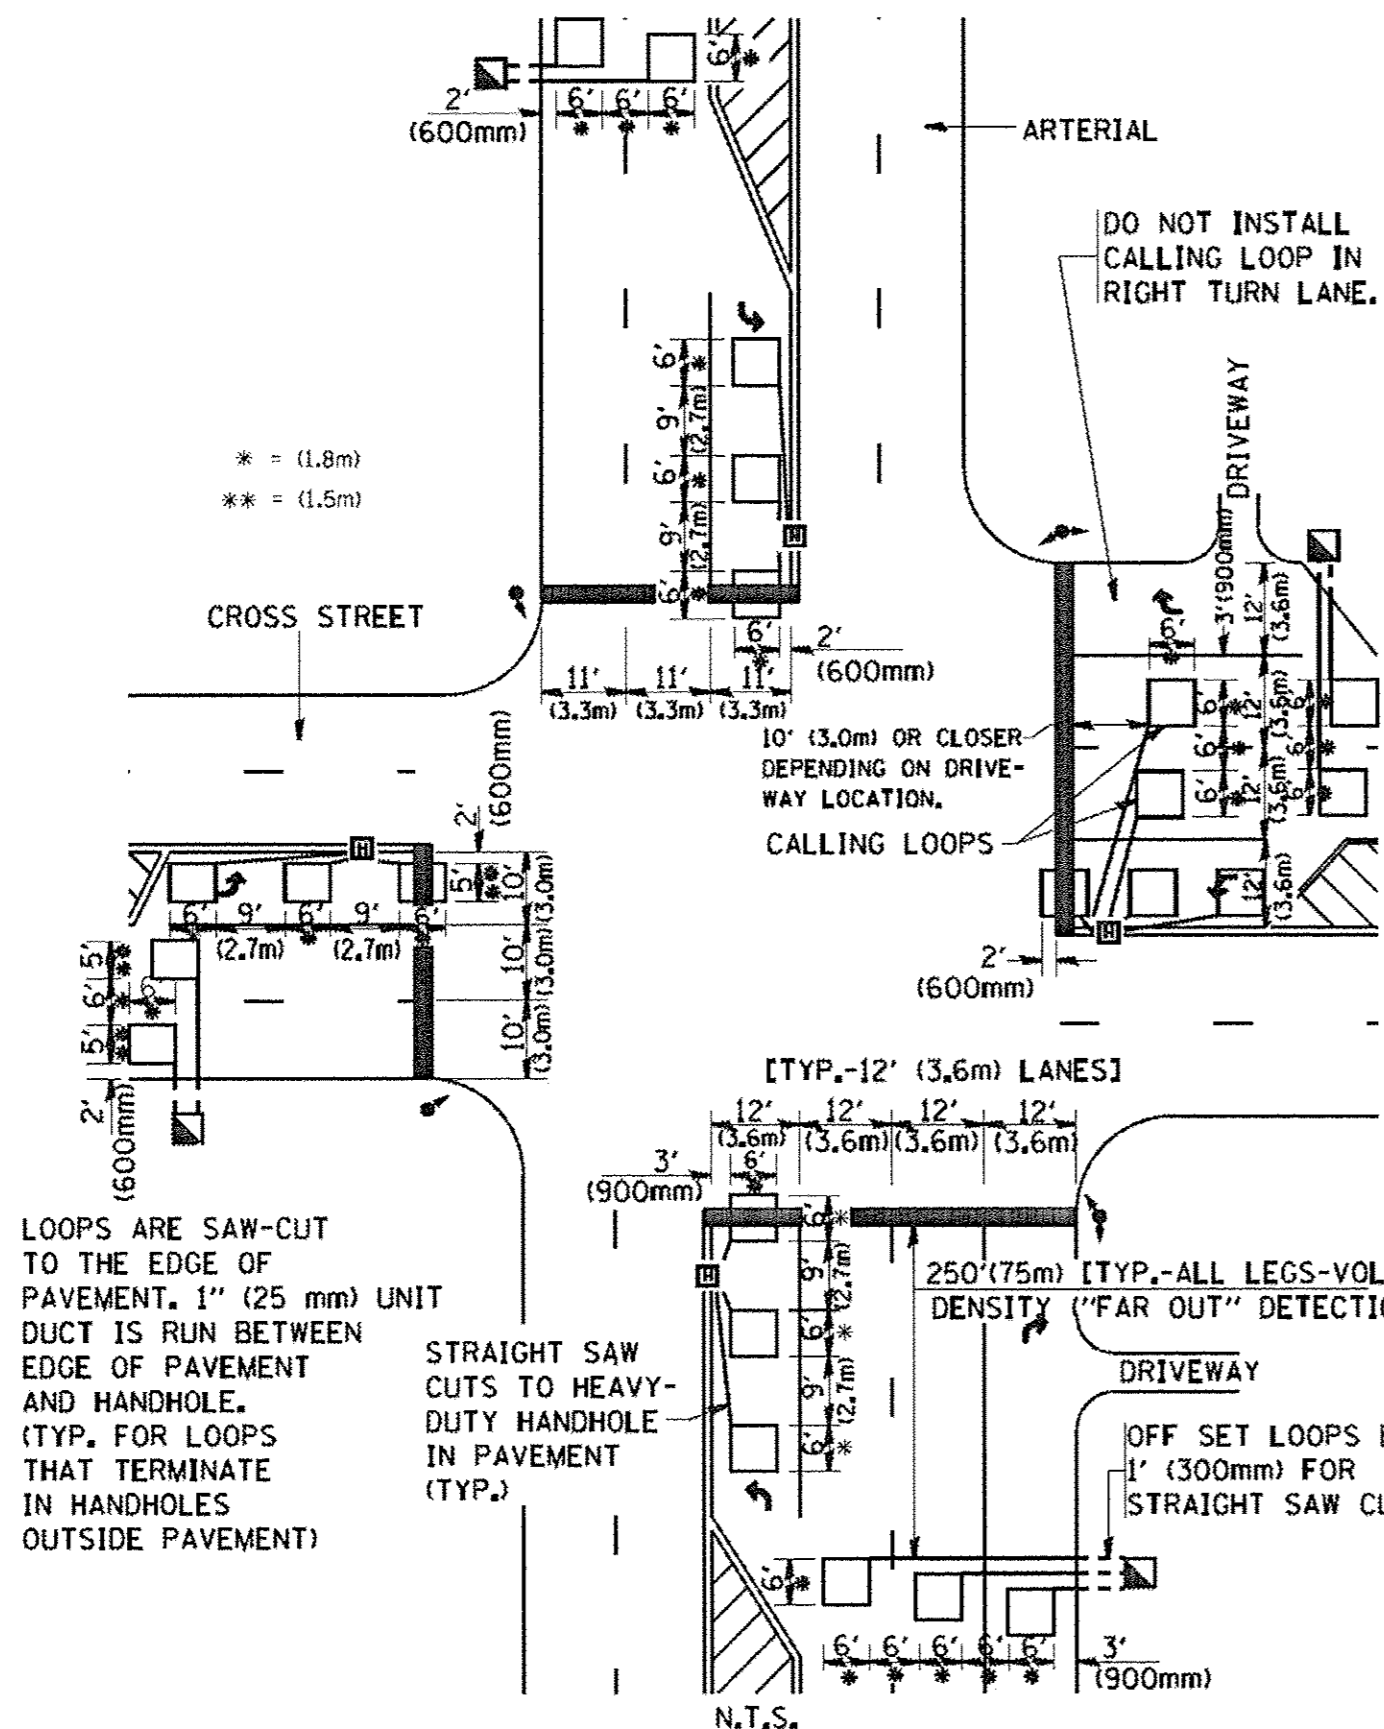 6'
*
2'
(600mm)
6' 6' 6'
* * *
ARTERIAL
DO NOT INSTALL
CALLING LOOP IN
RIGHT TURN LANE.
DRIVEWAY
* = (1.8m)
** = (1.5m)
6'
*
9'
(2.7m)
6'
*
9'
(2.7m)
6'
*
H
CROSS STREET
6'
*
2'
(600mm)
11' 11' 11'
(3.3m) (3.3m) (3.3m)
3'(900mm)
12'
(3.6m)
6'
*
10' (3.0m) OR CLOSER
DEPENDING ON DRIVE-
WAY LOCATION.
CALLING LOOPS
6' * 12' (3.6m) 6' *
6' * 6' *
6' * 12' (3.6m) 6' *
12'
(3.6m)
H
2'
(600mm)
2'
(600mm)
H
5'
**
10'
(3.0m)
6' 9' 6' 9' 6'
* (2.7m) * (2.7m) *
10'
(3.0m)
10'
(3.0m)
5'
**
6'
*
6'
*
5'
**
2'
(600mm)
[TYP.-12' (3.6m) LANES]
12' 12' 12' 12'
(3.6m) (3.6m) (3.6m) (3.6m)
3'
(900mm)
6'
*
6'
*
H
9'
(2.7m)
6'
*
9'
(2.7m)
6'
*
LOOPS ARE SAW-CUT
TO THE EDGE OF
PAVEMENT. 1" (25 mm) UNIT
DUCT IS RUN BETWEEN
EDGE OF PAVEMENT
AND HANDHOLE.
(TYP. FOR LOOPS
THAT TERMINATE
IN HANDHOLES
OUTSIDE PAVEMENT)
STRAIGHT SAW
CUTS TO HEAVY-
DUTY HANDHOLE
IN PAVEMENT
(TYP.)
250'(75m) [TYP.-ALL LEGS-VOL
DENSITY ("FAR OUT" DETECTI
DRIVEWAY
OFF SET LOOPS
1' (300mm) FOR
STRAIGHT SAW
6'
*
6' 6' 6' 6' 6'
* * * * *
3'
(900mm)
N.T.S.